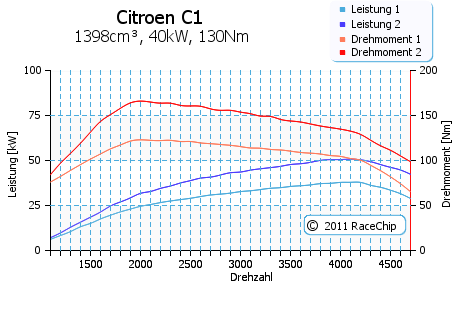 Citroen C1
1398cm³, 40kW, 130Nm
Leistung 1
Leistung 2
Drehmoment 1
Drehmoment 2
100
75
50
25
0
Leistung [kW]
200
150
100
50
0
Drehmoment [Nm]
1500 2000 2500 3000 3500 4000 4500
Drehzahl
© 2011 RaceChip